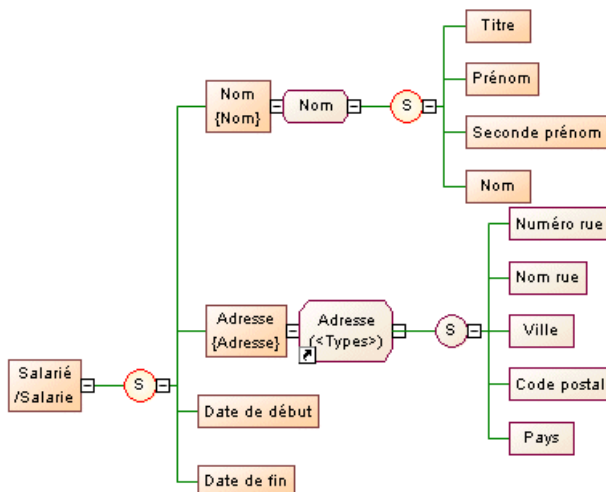 Titre
Prénom
Seconde prénom
Nom
Nom
{Nom}
Nom
S
Numéro rue
Nom rue
Ville
Code postal
Pays
Adresse
{Adresse}
Adresse
(<Types>)
S
Salarié
/Salarie
S
Date de début
Date de fin